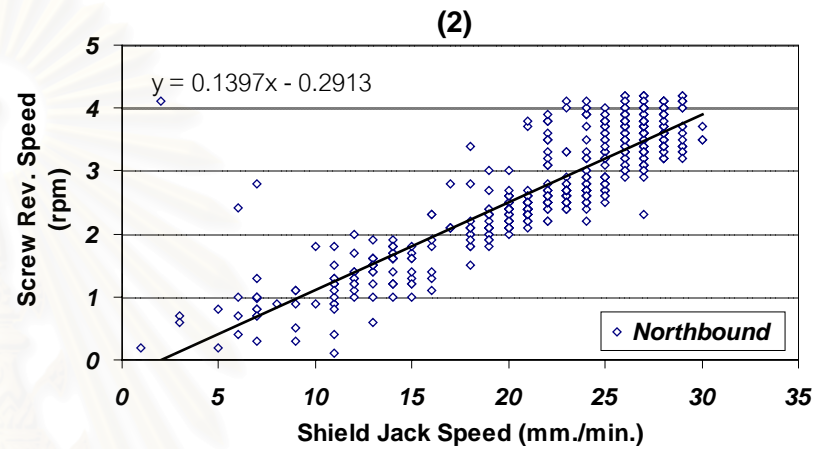 (2)
5
y = 0.1397x - 0.2913
4
3
2
1
0
Screw Rev. Speed
(rpm)
Northbound
0 5 10 15 20 25 30 35
Shield Jack Speed (mm./min.)